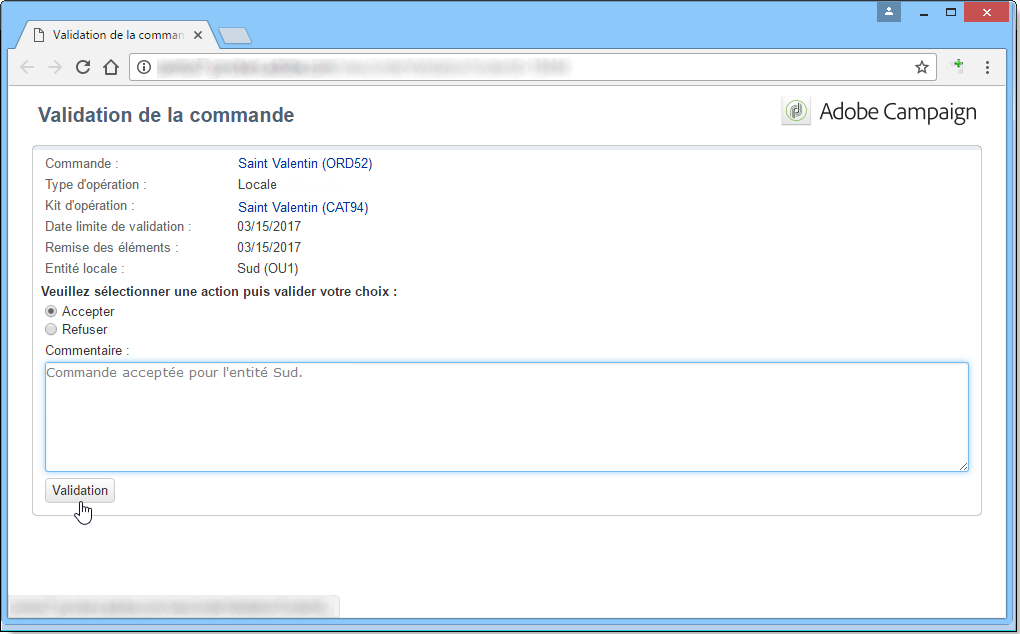 Validation de la comman
Validation de la commande
Adobe Campaign
Commande : Saint Valentin (ORD52)
Type d'opération : Locale
Kit d'opération : Saint Valentin (CAT94)
Date limite de validation : 03/15/2017
Remise des éléments : 03/15/2017
Entité locale : Sud (OU1)
Veuillez sélectionner une action puis valider votre choix :
Accepter
Refuser
Commentaire :
Commande acceptée pour l'entité Sud.
Validation